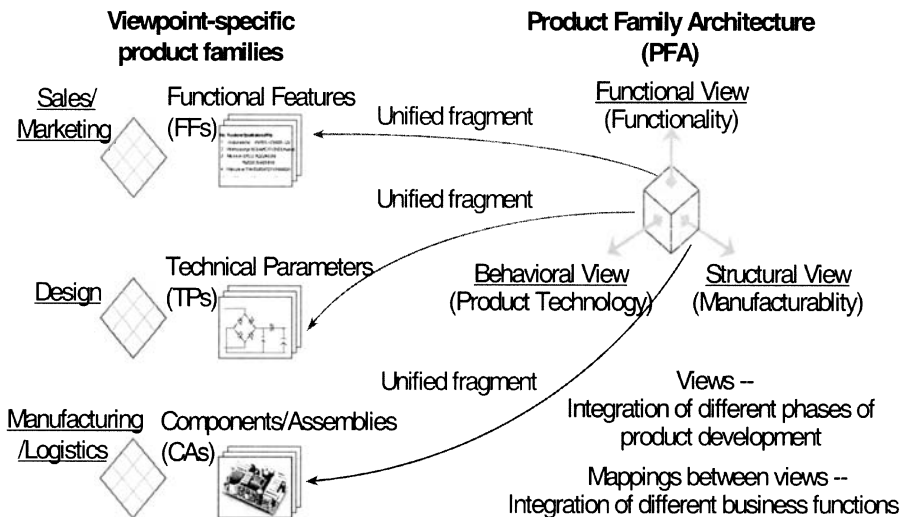 Viewpoint-specific
product families
Product Family Architecture
(PFA)
Sales/
Marketing
Functional Features
(FFs)
Unified fragment
Functional View
(Functionality)
Unified fragment
Design
Technical Parameters
(TPs)
Behavioral View
(Product Technology)
Structural View
(Manufacturablity)
Unified fragment
Manufacturing
/Logistics
Components/Assemblies
(CAs)
Views --
Integration of different phases of
product development
Mappings between views --
Integration of different business functions